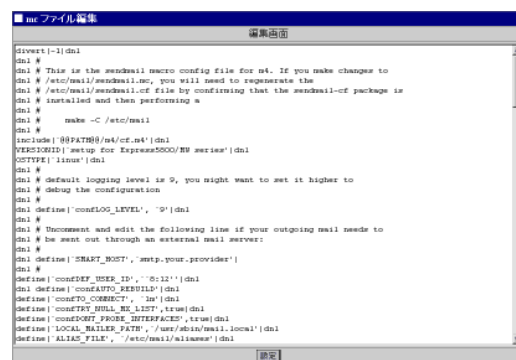 ■ mc ファイル編集
編集画面
divert(-1)dnl
dnl #
dnl # This is the sendmail macro config file for m4. If you make changes to
dnl # /etc/mail/sendmail.mc, you will need to regenerate the
dnl # /etc/mail/sendmail.cf file by confirming that the sendmail-cf package is
dnl # installed and then performing a
dnl #
dnl #     make -C /etc/mail
dnl #
include(`@@PATH@@/m4/cf.m4')dnl
VERSIONID(`setup for Express5800/MW series')dnl
OSTYPE(`linux')dnl
dnl #
dnl # default logging level is 9, you might want to set it higher to
dnl # debug the configuration
dnl #
dnl define(`confLOG_LEVEL', `9')dnl
dnl #
dnl # Uncomment and edit the following line if your outgoing mail needs to
dnl # be sent out through an external mail server:
dnl #
dnl define(`SMART_HOST',`smtp.your.provider')
dnl #
define(`confDEF_USER_ID',``8:12'')dnl
dnl define(`confAUTO_REBUILD')dnl
define(`confTO_CONNECT', `1m')dnl
define(`confTRY_NULL_MX_LIST',true)dnl
define(`confDONT_PROBE_INTERFACES',true)dnl
define(`LOCAL_MAILER_PATH',`/usr/sbin/mail.local')dnl
define(`ALIAS_FILE', `/etc/mail/aliases')dnl
設定